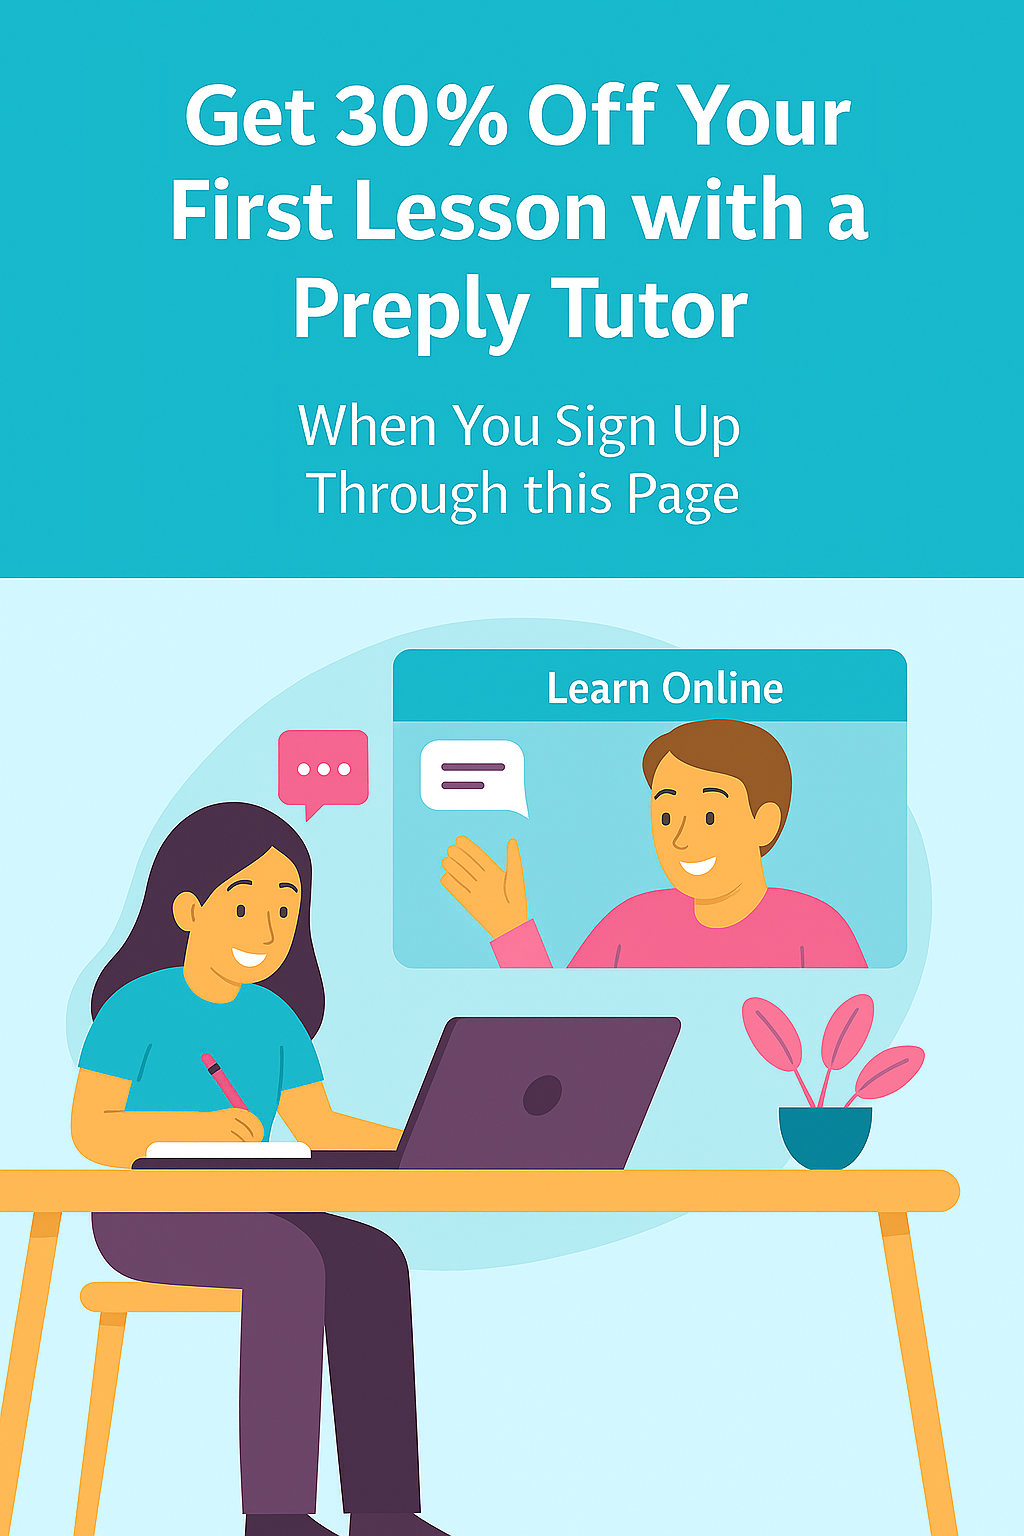 Get 30% Off Your
First Lesson with a
Preply Tutor
When You Sign Up
Through this Page
Learn Online